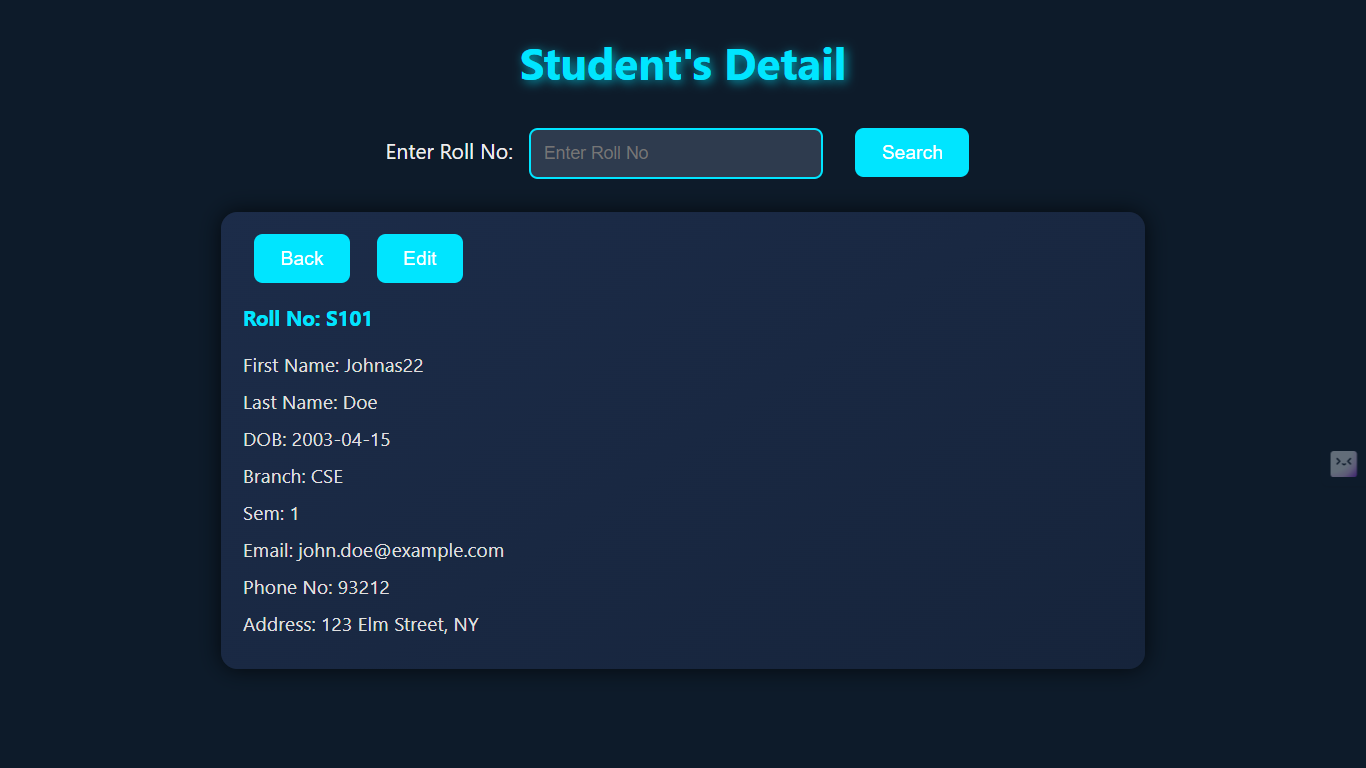 Student's Detail
Enter Roll No: Enter Roll No Search
Back Edit
Roll No: S101
First Name: Johnas22
Last Name: Doe
DOB: 2003-04-15
Branch: CSE
Sem: 1
Email: john.doe@example.com
Phone No: 93212
Address: 123 Elm Street, NY